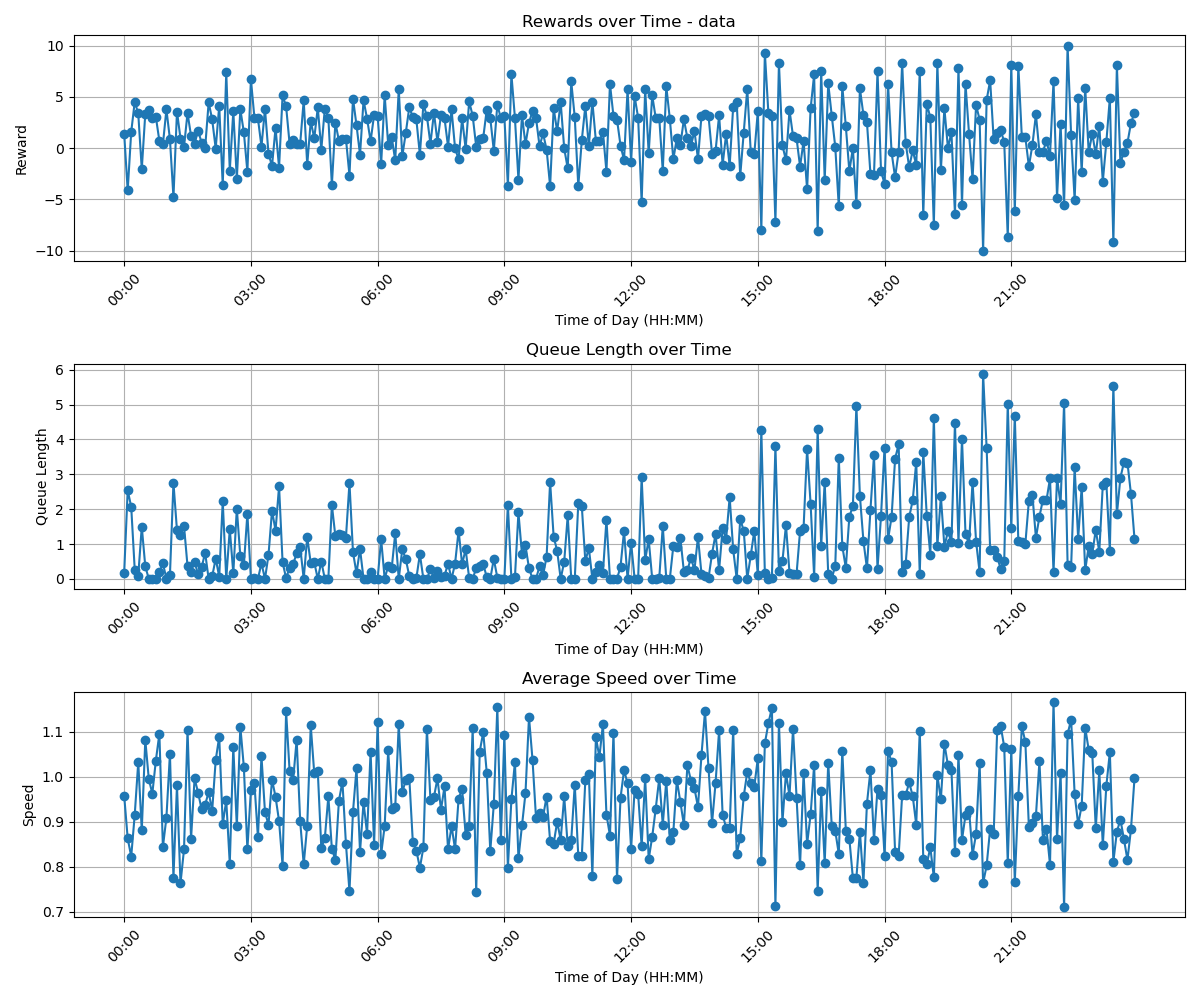 Rewards over Time - data
10
5
0
−5
−10
Reward
00:00 03:00 06:00 09:00 12:00 15:00 18:00 21:00
Time of Day (HH:MM)
Queue Length over Time
6
5
4
3
2
1
0
Queue Length
00:00 03:00 06:00 09:00 12:00 15:00 18:00 21:00
Time of Day (HH:MM)
Average Speed over Time
1.1
1.0
0.9
0.8
0.7
Speed
00:00 03:00 06:00 09:00 12:00 15:00 18:00 21:00
Time of Day (HH:MM)